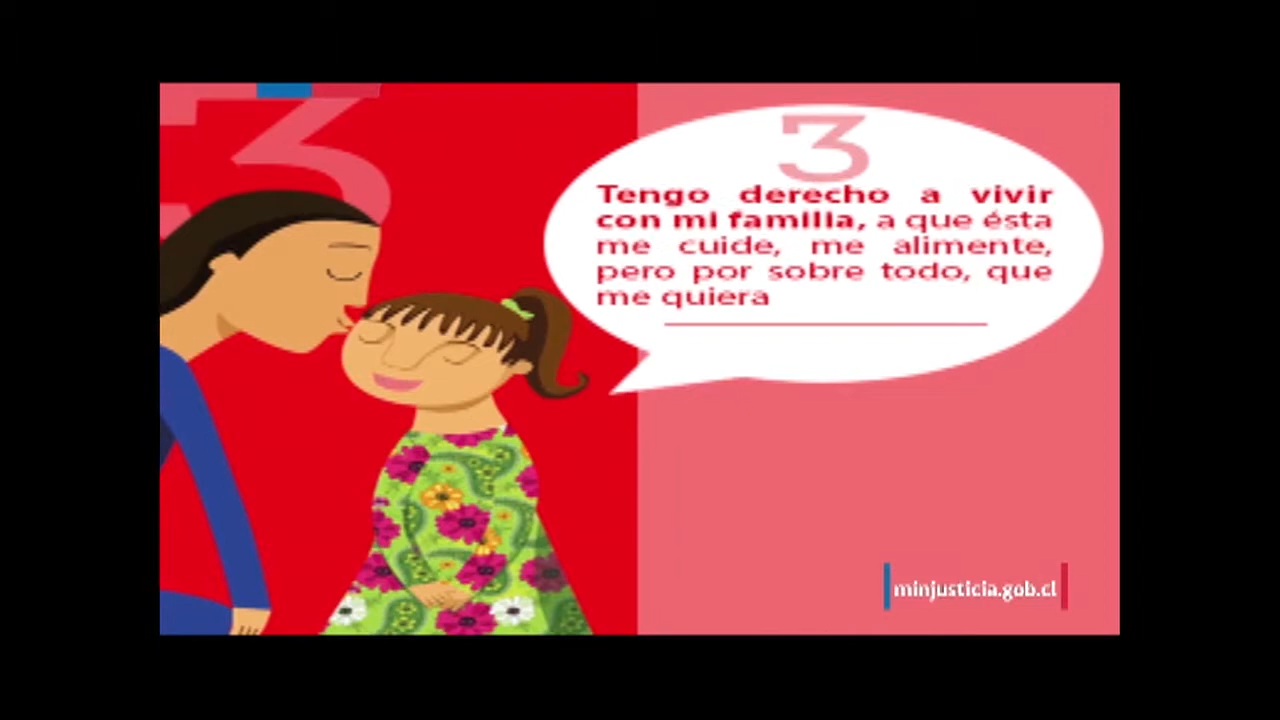 3
3
Tengo derecho a vivir
con mi familia, a que ésta
me cuide, me alimente,
pero por sobre todo, que
me quiera
minjusticia.gob.cl